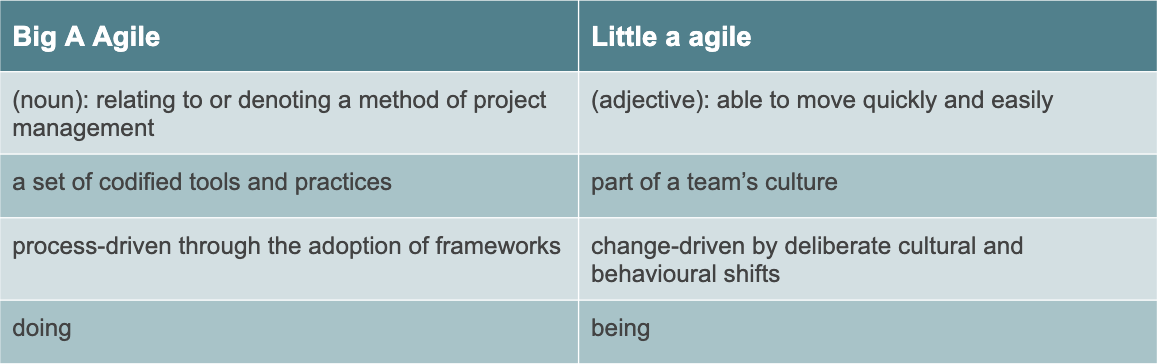 Big A Agile
Little a agile
(noun): relating to or denoting a method of project
management
(adjective): able to move quickly and easily
a set of codified tools and practices
part of a team’s culture
process-driven through the adoption of frameworks
change-driven by deliberate cultural and
behavioural shifts
doing
being